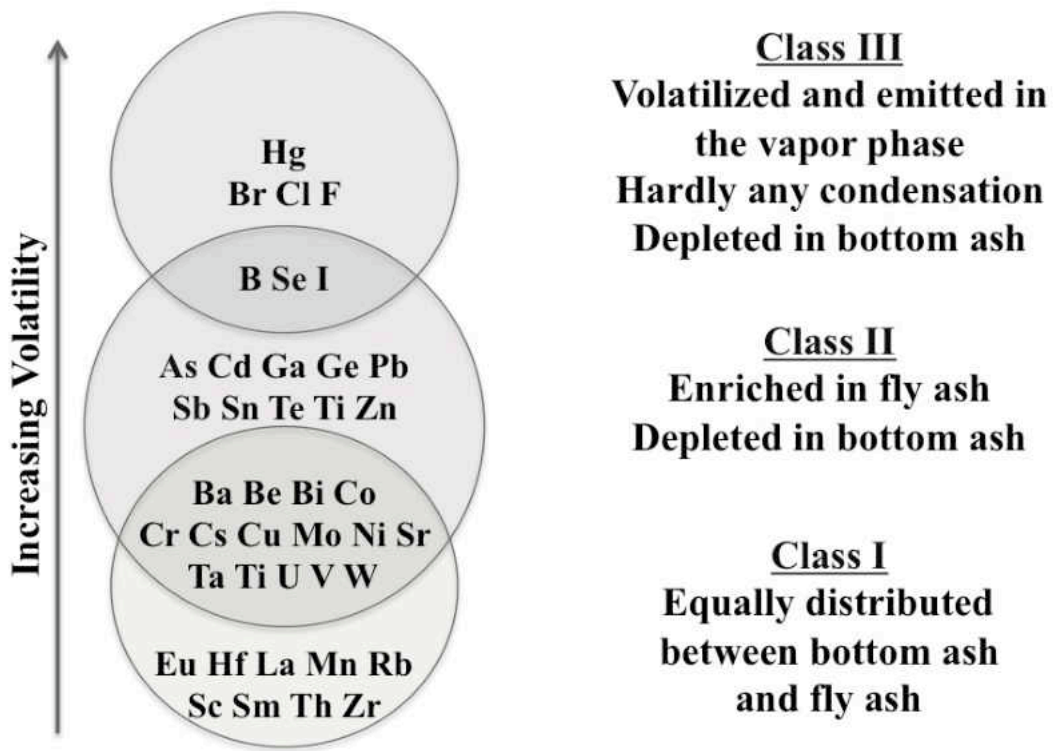 Increasing Volatility
Hg
Br Cl F
B Se I
As Cd Ga Ge Pb
Sb Sn Te Ti Zn
Ba Be Bi Co
Cr Cs Cu Mo Ni Sr
Ta Ti U V W
Eu Hf La Mn Rb
Sc Sm Th Zr
Class III
Volatilized and emitted in
the vapor phase
Hardly any condensation
Depleted in bottom ash
Class II
Enriched in fly ash
Depleted in bottom ash
Class I
Equally distributed
between bottom ash
and fly ash